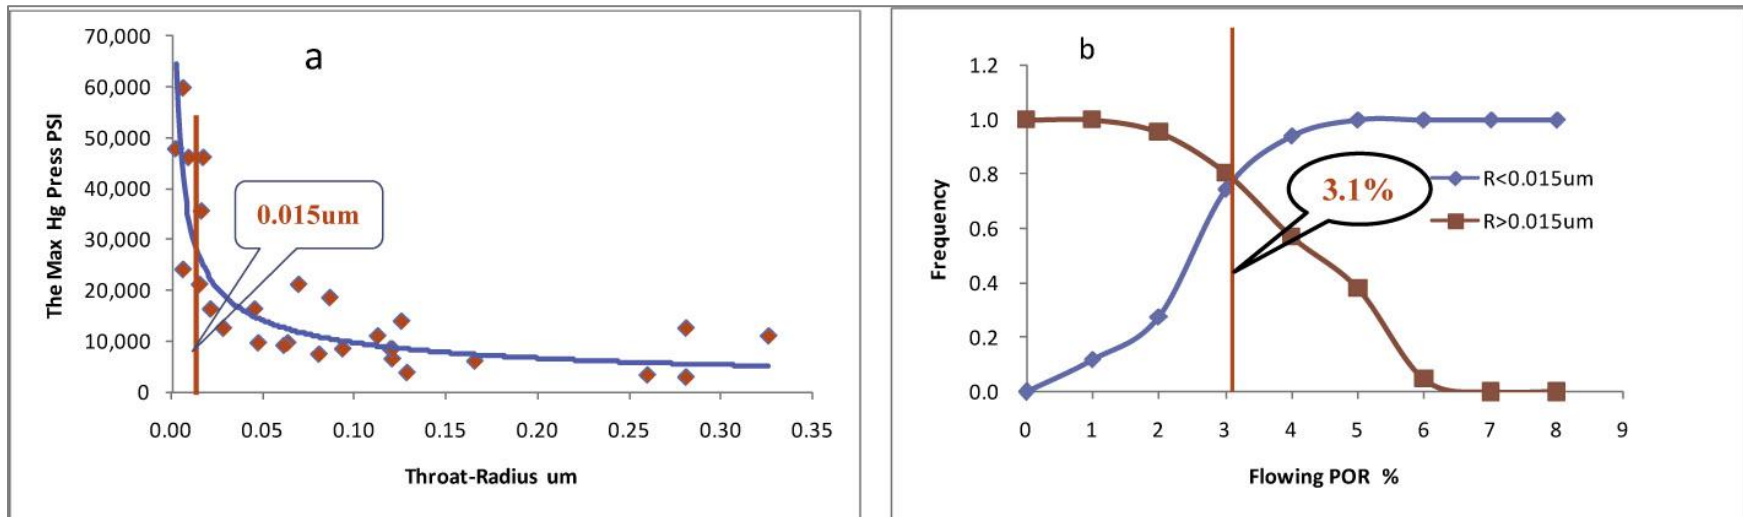 a
70,000
60,000
50,000
40,000
30,000
20,000
10,000
0
The Max Hg Press PSI
0.015um
0.00 0.05 0.10 0.15 0.20 0.25 0.30 0.35
Throat-Radius um
b
1.2
1.0
0.8
0.6
0.4
0.2
0.0
Frequency
3.1%
R<0.015um
R>0.015um
0 1 2 3 4 5 6 7 8 9
Flowing POR %